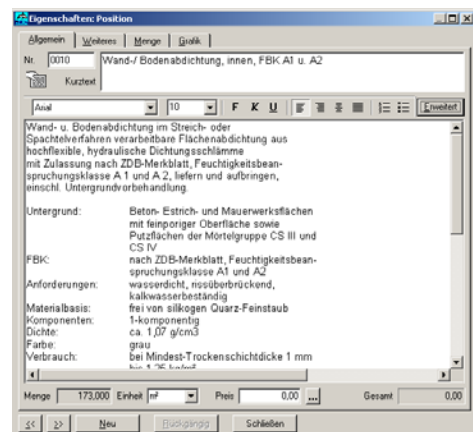 Eigenschaften: Position
Allgemein Weiteres Menge Grafik
Nr. 0010 Wand-/ Bodenabdichtung, innen, FBK A1 u. A2
Kurztext
Arial 10 F K U Erweitert
Wand- u. Bodenabdichtung im Streich- oder
Spachtelverfahren verarbeitbare Flächenabdichtung aus
hochflexible, hydraulische Dichtungsschlämme
mit Zulassung nach ZDB-Merkblatt, Feuchtigkeitsbean-
spruchungsklasse A 1 und A 2, liefern und aufbringen,
einschl. Untergrundvorbehandlung.
Untergrund: Beton- Estrich- und Mauerwerksflächen
mit feinporiger Oberfläche sowie
Putzflächen der Mörtelgruppe CS III und
CS IV
FBK: nach ZDB-Merkblatt, Feuchtigkeitsbean-
spruchungsklasse A1 und A2
Anforderungen: wasserdicht, rissüberbrückend,
kalkwasserbeständig
Materialbasis: frei von silikogen Quarz-Feinstaub
Komponenten: 1-komponentig
Dichte: ca. 1,07 g/cm3
Farbe: grau
Verbrauch: bei Mindest-Trockenschichtdicke 1 mm
bis 1,25 kg/m²
Menge 173,000 Einheit m² Preis 0,00 ... Gesamt 0,00
<< >> Neu Rückgängig Schließen